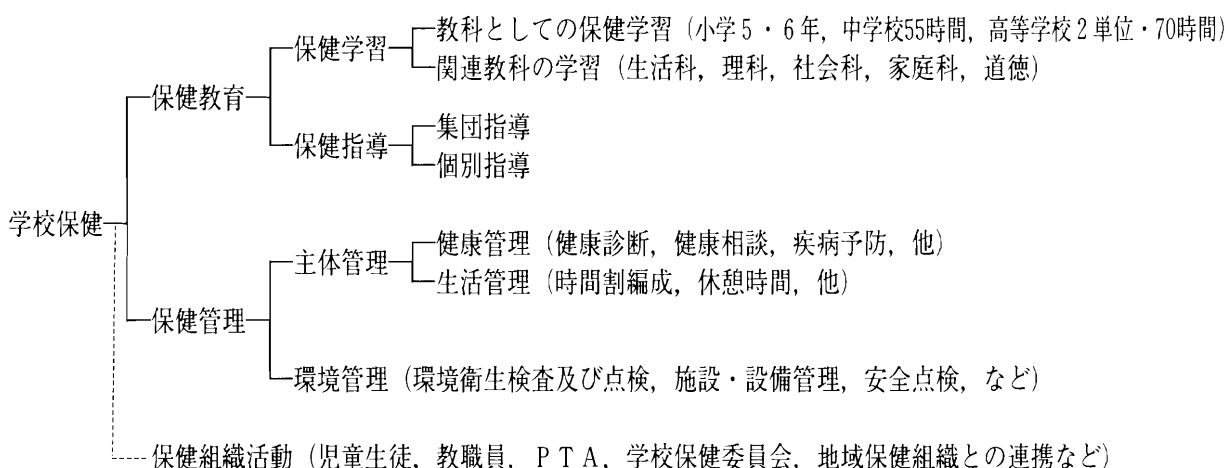 教科としての保健学習（小学５・６年，中学校55時間，高等学校２単位・70時間）
保健学習
関連教科の学習（生活科，理科，社会科，家庭科，道徳）
保健教育
集団指導
保健指導
個別指導
学校保健
健康管理（健康診断，健康相談，疾病予防，他）
主体管理
生活管理（時間割編成，休憩時間，他）
保健管理
環境管理（環境衛生検査及び点検，施設・設備管理，安全点検，など）
保健組織活動（児童生徒，教職員，ＰＴＡ，学校保健委員会，地域保健組織との連携など）